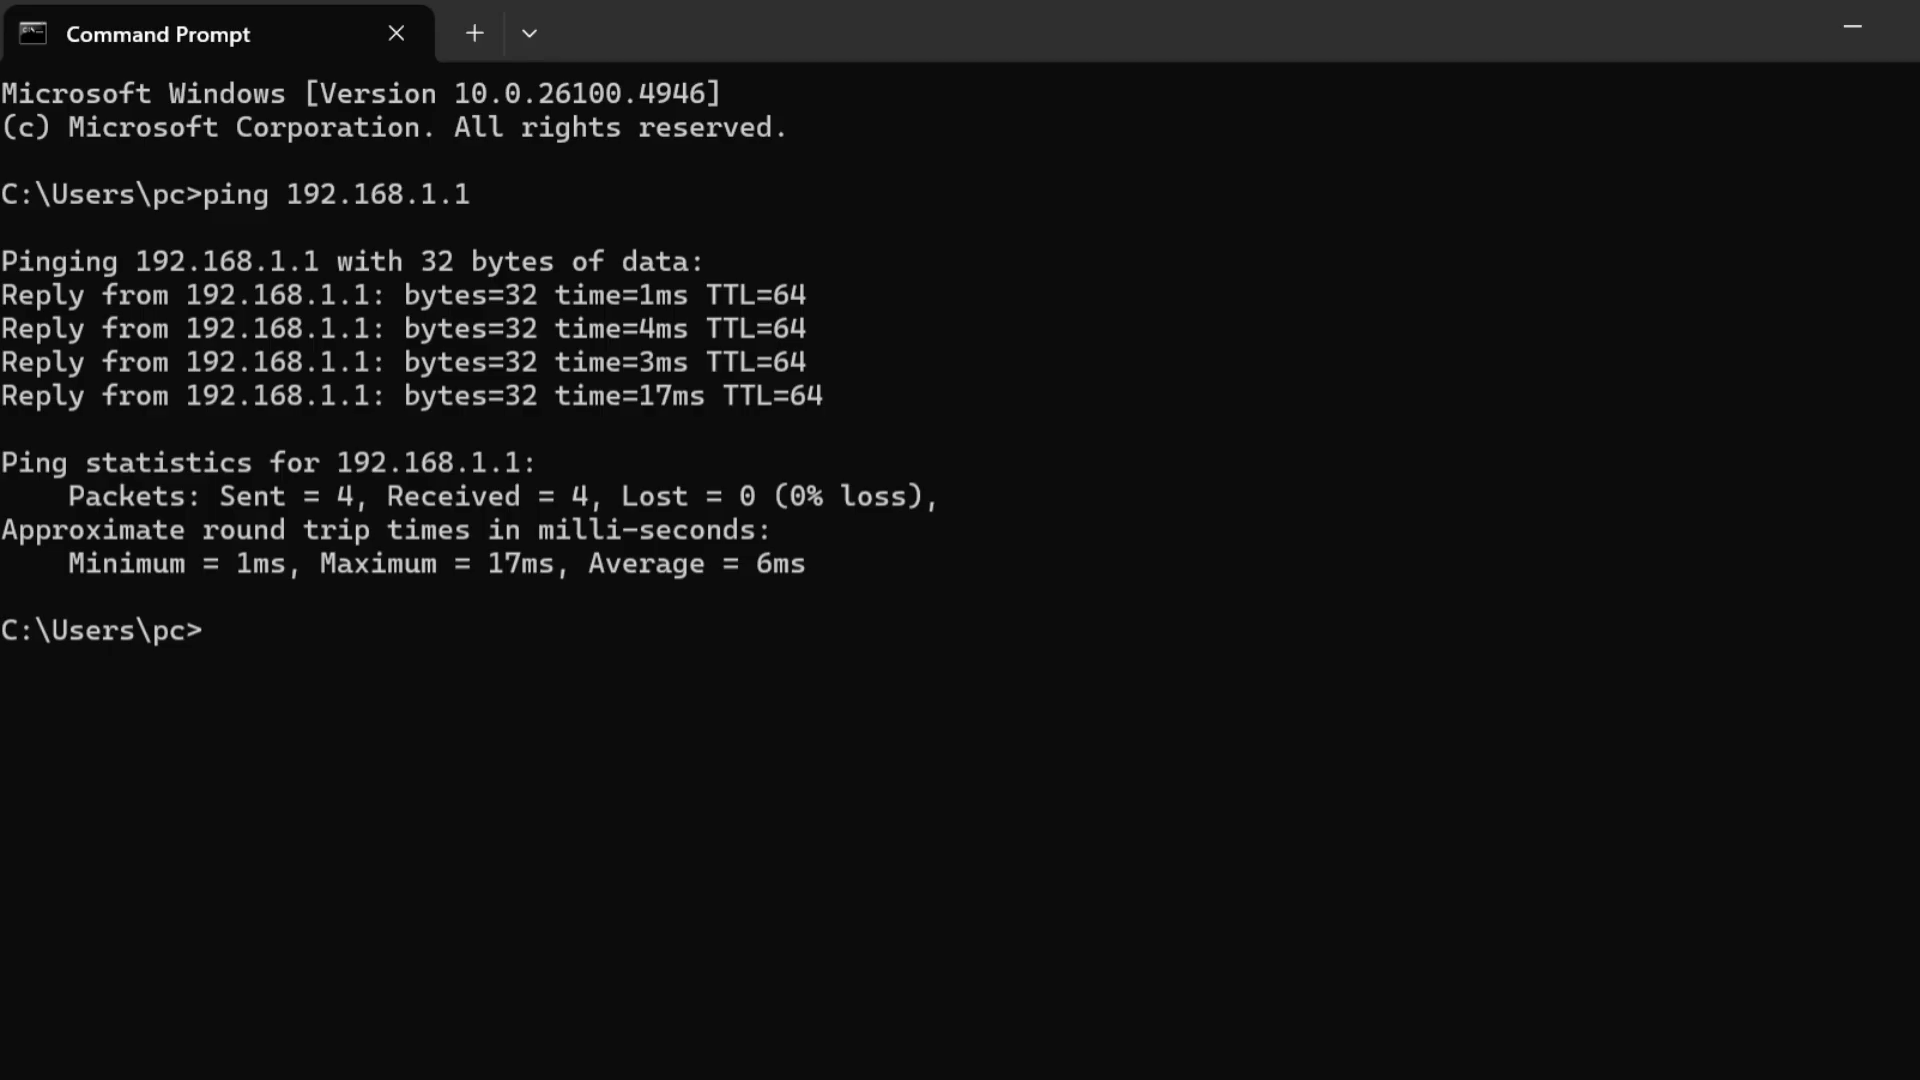 Command Prompt
Microsoft Windows [Version 10.0.26100.4946]
(c) Microsoft Corporation. All rights reserved.
C:\Users\pc>ping 192.168.1.1
Pinging 192.168.1.1 with 32 bytes of data:
Reply from 192.168.1.1: bytes=32 time=1ms TTL=64
Reply from 192.168.1.1: bytes=32 time=4ms TTL=64
Reply from 192.168.1.1: bytes=32 time=3ms TTL=64
Reply from 192.168.1.1: bytes=32 time=17ms TTL=64
Ping statistics for 192.168.1.1:
    Packets: Sent = 4, Received = 4, Lost = 0 (0% loss),
Approximate round trip times in milli-seconds:
    Minimum = 1ms, Maximum = 17ms, Average = 6ms
C:\Users\pc>